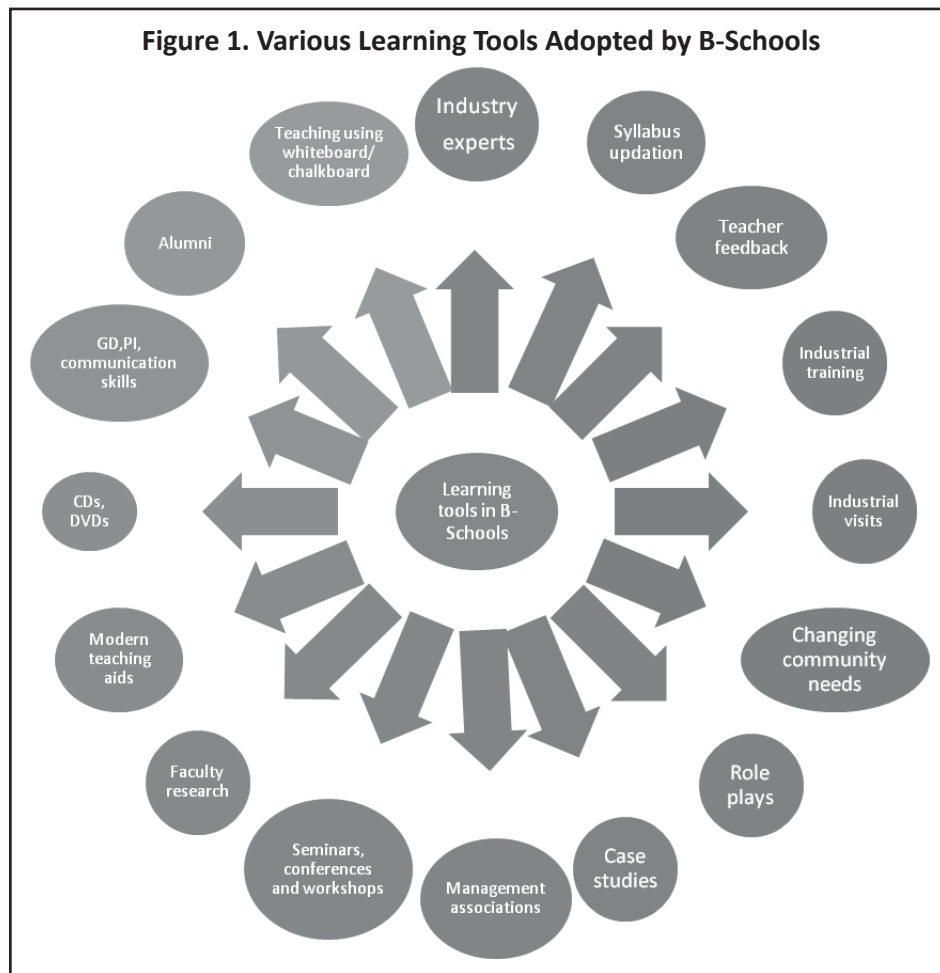 Figure 1. Various Learning Tools Adopted by B-Schools
Industry
experts
Syllabus
updation
Teacher
feedback
Industrial
training
Industrial
visits
Changing
community
needs
Role
plays
Case
studies
Management
associations
Seminars,
conferences
and workshops
Faculty
research
Modern
teaching
aids
CDs,
DVDs
GD,PI,
communication
skills
Alumni
Teaching using
whiteboard/
chalkboard
Learning
tools in B-
Schools